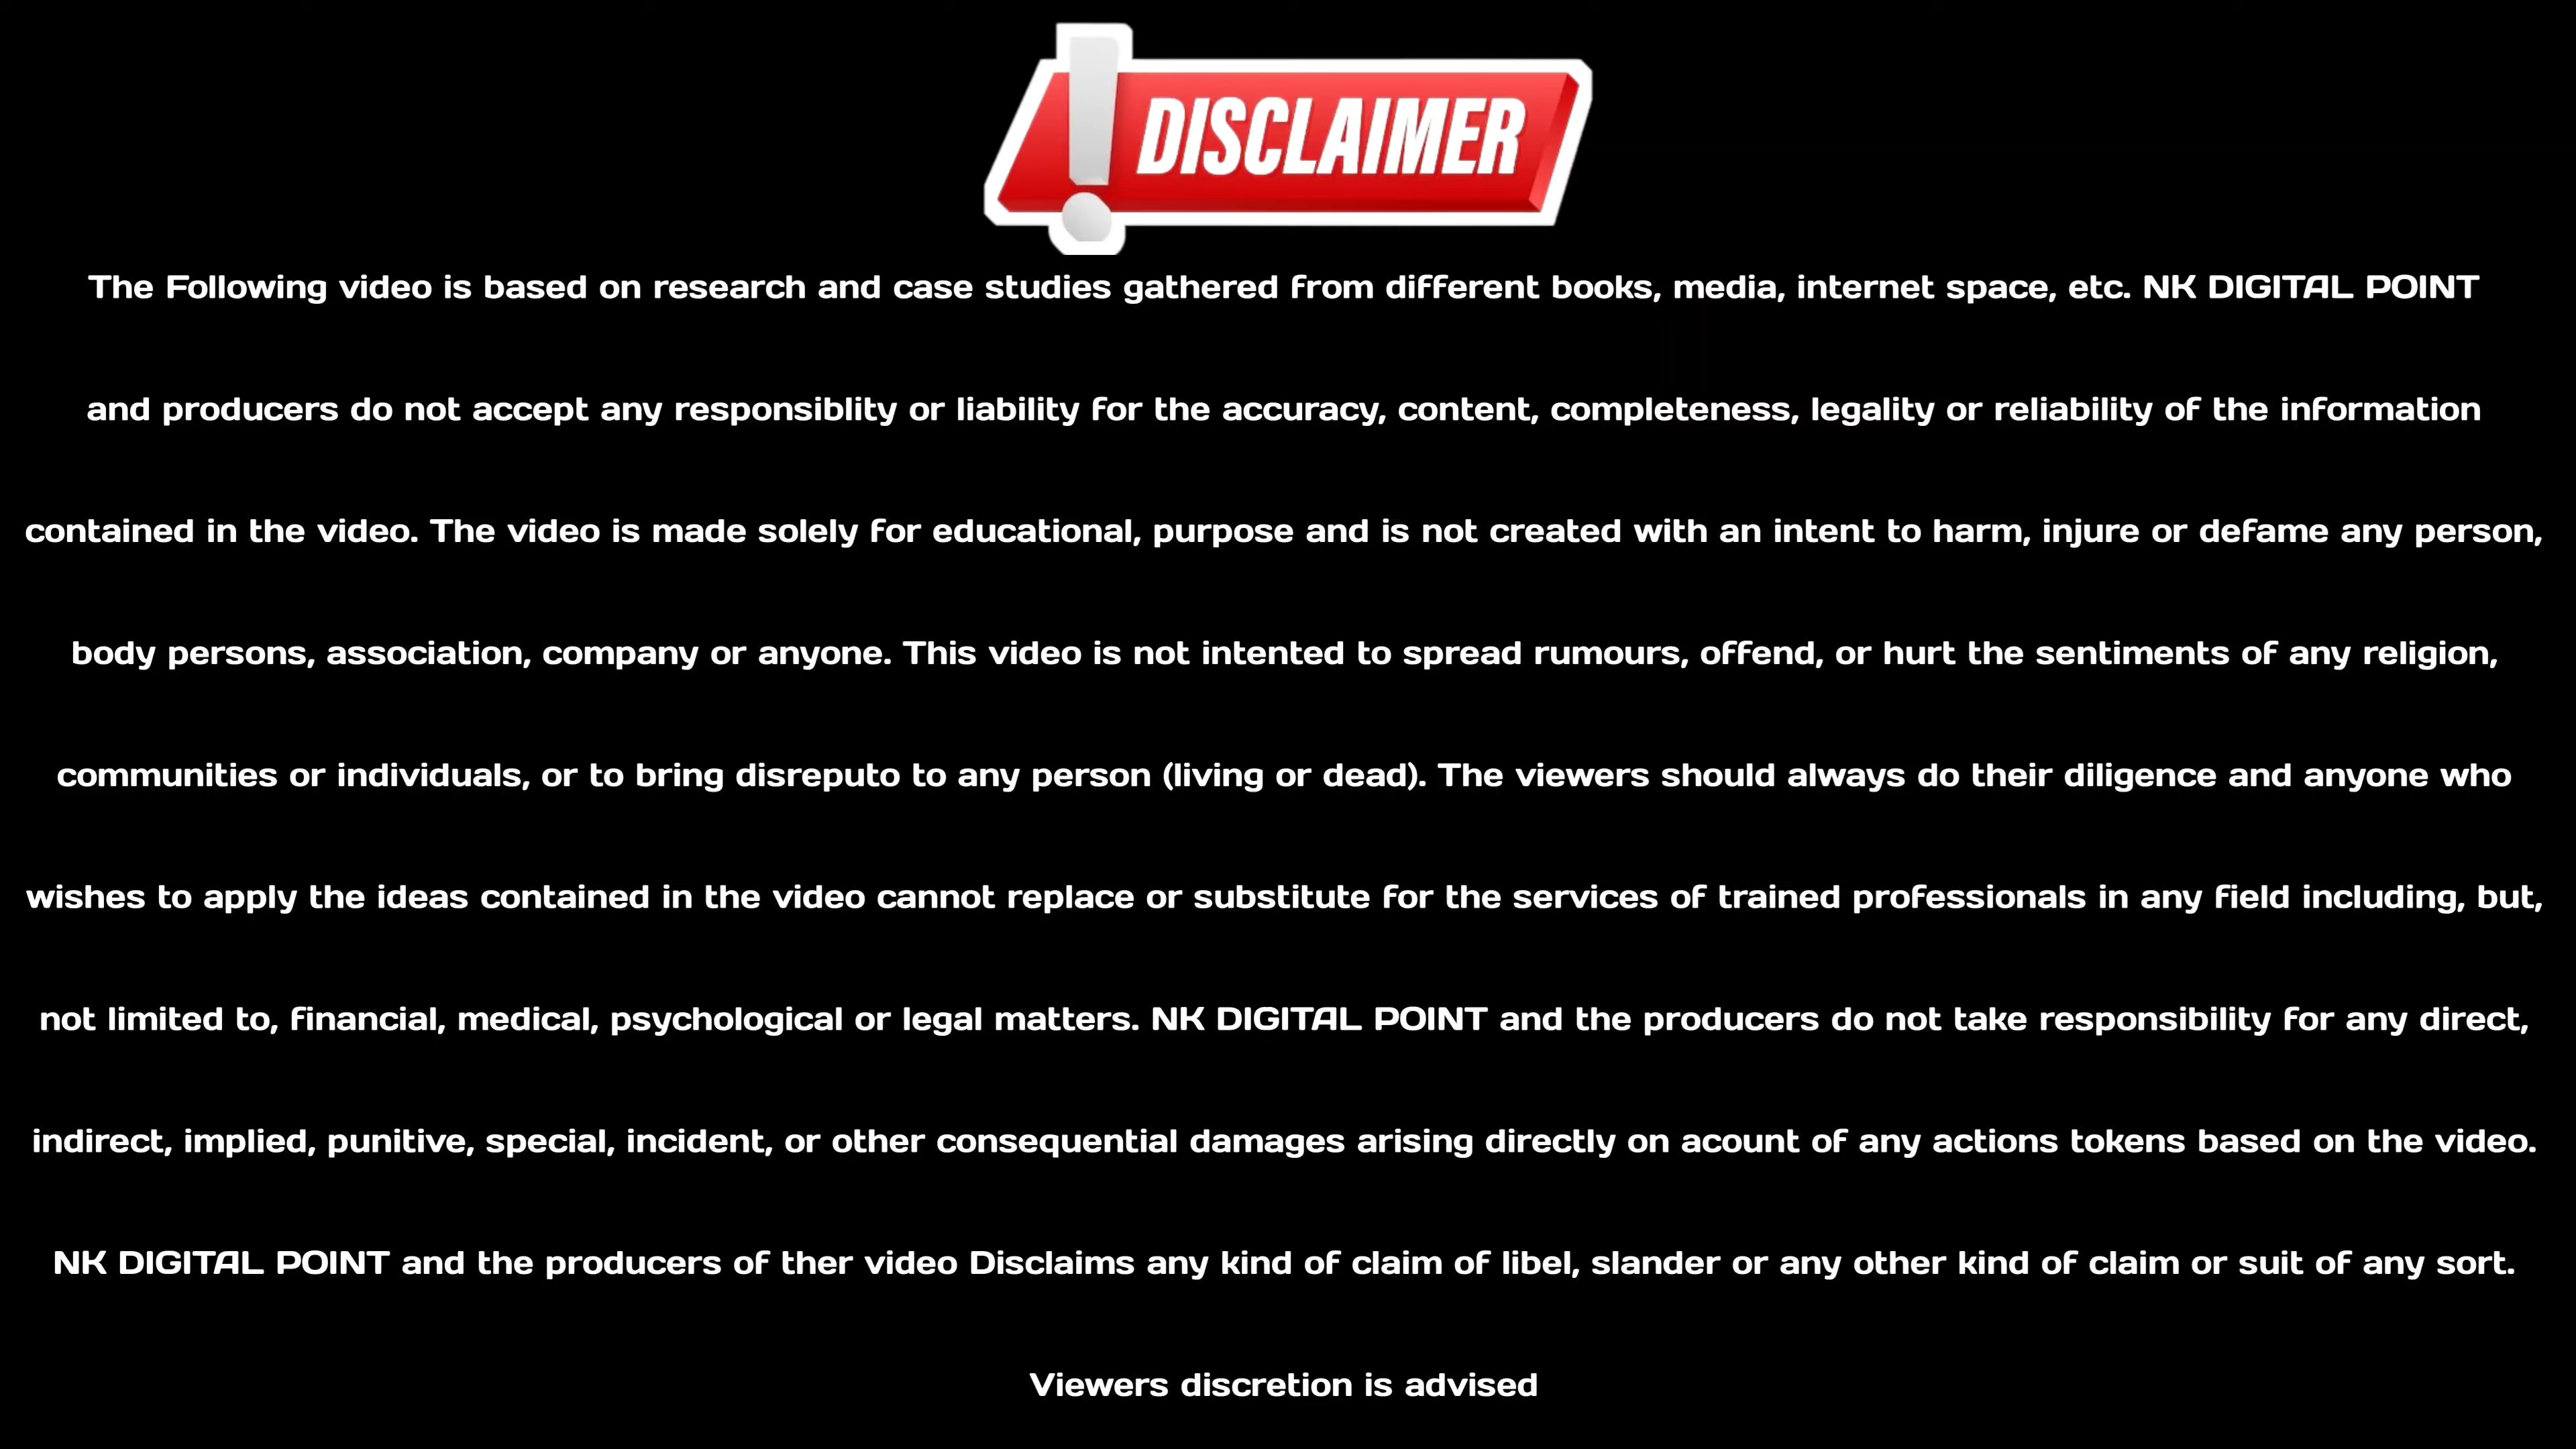 DISCLAIMER
The Following video is based on research and case studies gathered from different books, media, internet space, etc. NK DIGITAL POINT
and producers do not accept any responsiblity or liability for the accuracy, content, completeness, legality or reliability of the information
contained in the video. The video is made solely for educational, purpose and is not created with an intent to harm, injure or defame any person,
body persons, association, company or anyone. This video is not intented to spread rumours, offend, or hurt the sentiments of any religion,
communities or individuals, or to bring disreputo to any person (living or dead). The viewers should always do their diligence and anyone who
wishes to apply the ideas contained in the video cannot replace or substitute for the services of trained professionals in any field including, but,
not limited to, financial, medical, psychological or legal matters. NK DIGITAL POINT and the producers do not take responsibility for any direct,
indirect, implied, punitive, special, incident, or other consequential damages arising directly on acount of any actions tokens based on the video.
NK DIGITAL POINT and the producers of ther video Disclaims any kind of claim of libel, slander or any other kind of claim or suit of any sort.
Viewers discretion is advised